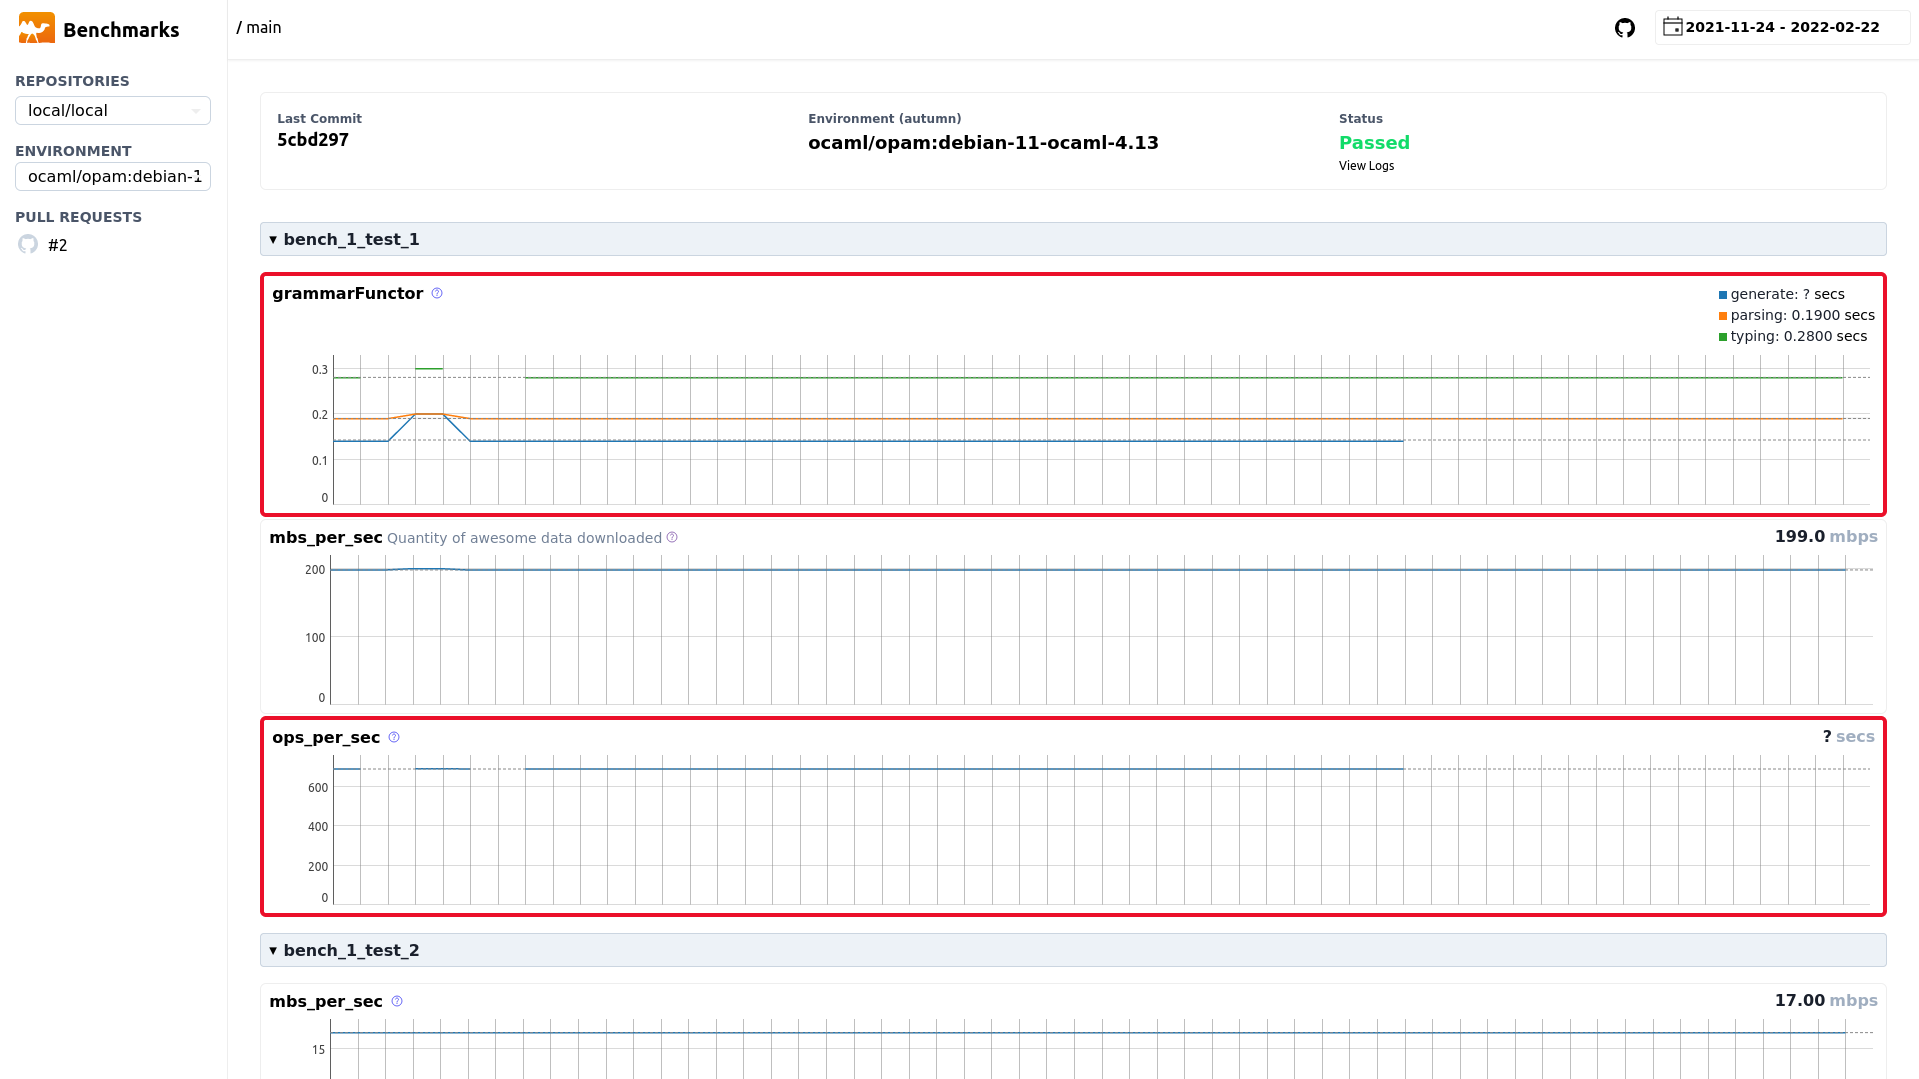 Benchmarks
/ main
2021-11-24 - 2022-02-22
REPOSITORIES
local/local
ENVIRONMENT
ocaml/opam:debian-1
PULL REQUESTS
#2
Last Commit
5cbd297
Environment (autumn)
ocaml/opam:debian-11-ocaml-4.13
Status
Passed
View Logs
▾ bench_1_test_1
grammarFunctor ?
generate: ? secs
parsing: 0.1900 secs
typing: 0.2800 secs
0.3
0.2
0.1
0
mbs_per_sec Quantity of awesome data downloaded ?
199.0 mbps
200
100
0
ops_per_sec ?
? secs
600
400
200
0
▾ bench_1_test_2
mbs_per_sec ?
17.00 mbps
15